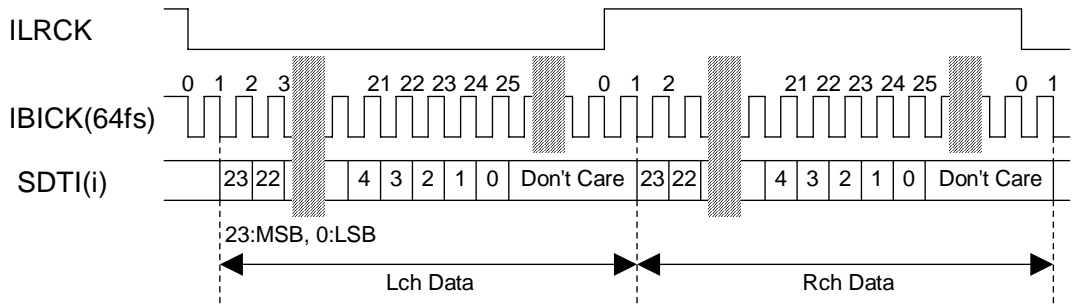 ILRCK
0 1 2 3 21 22 23 24 25 0 1 2 21 22 23 24 25 0 1
IBICK(64fs)
SDTI(i) 23 22 4 3 2 1 0 Don't Care 23 22 4 3 2 1 0 Don't Care
23:MSB, 0:LSB
Lch Data Rch Data